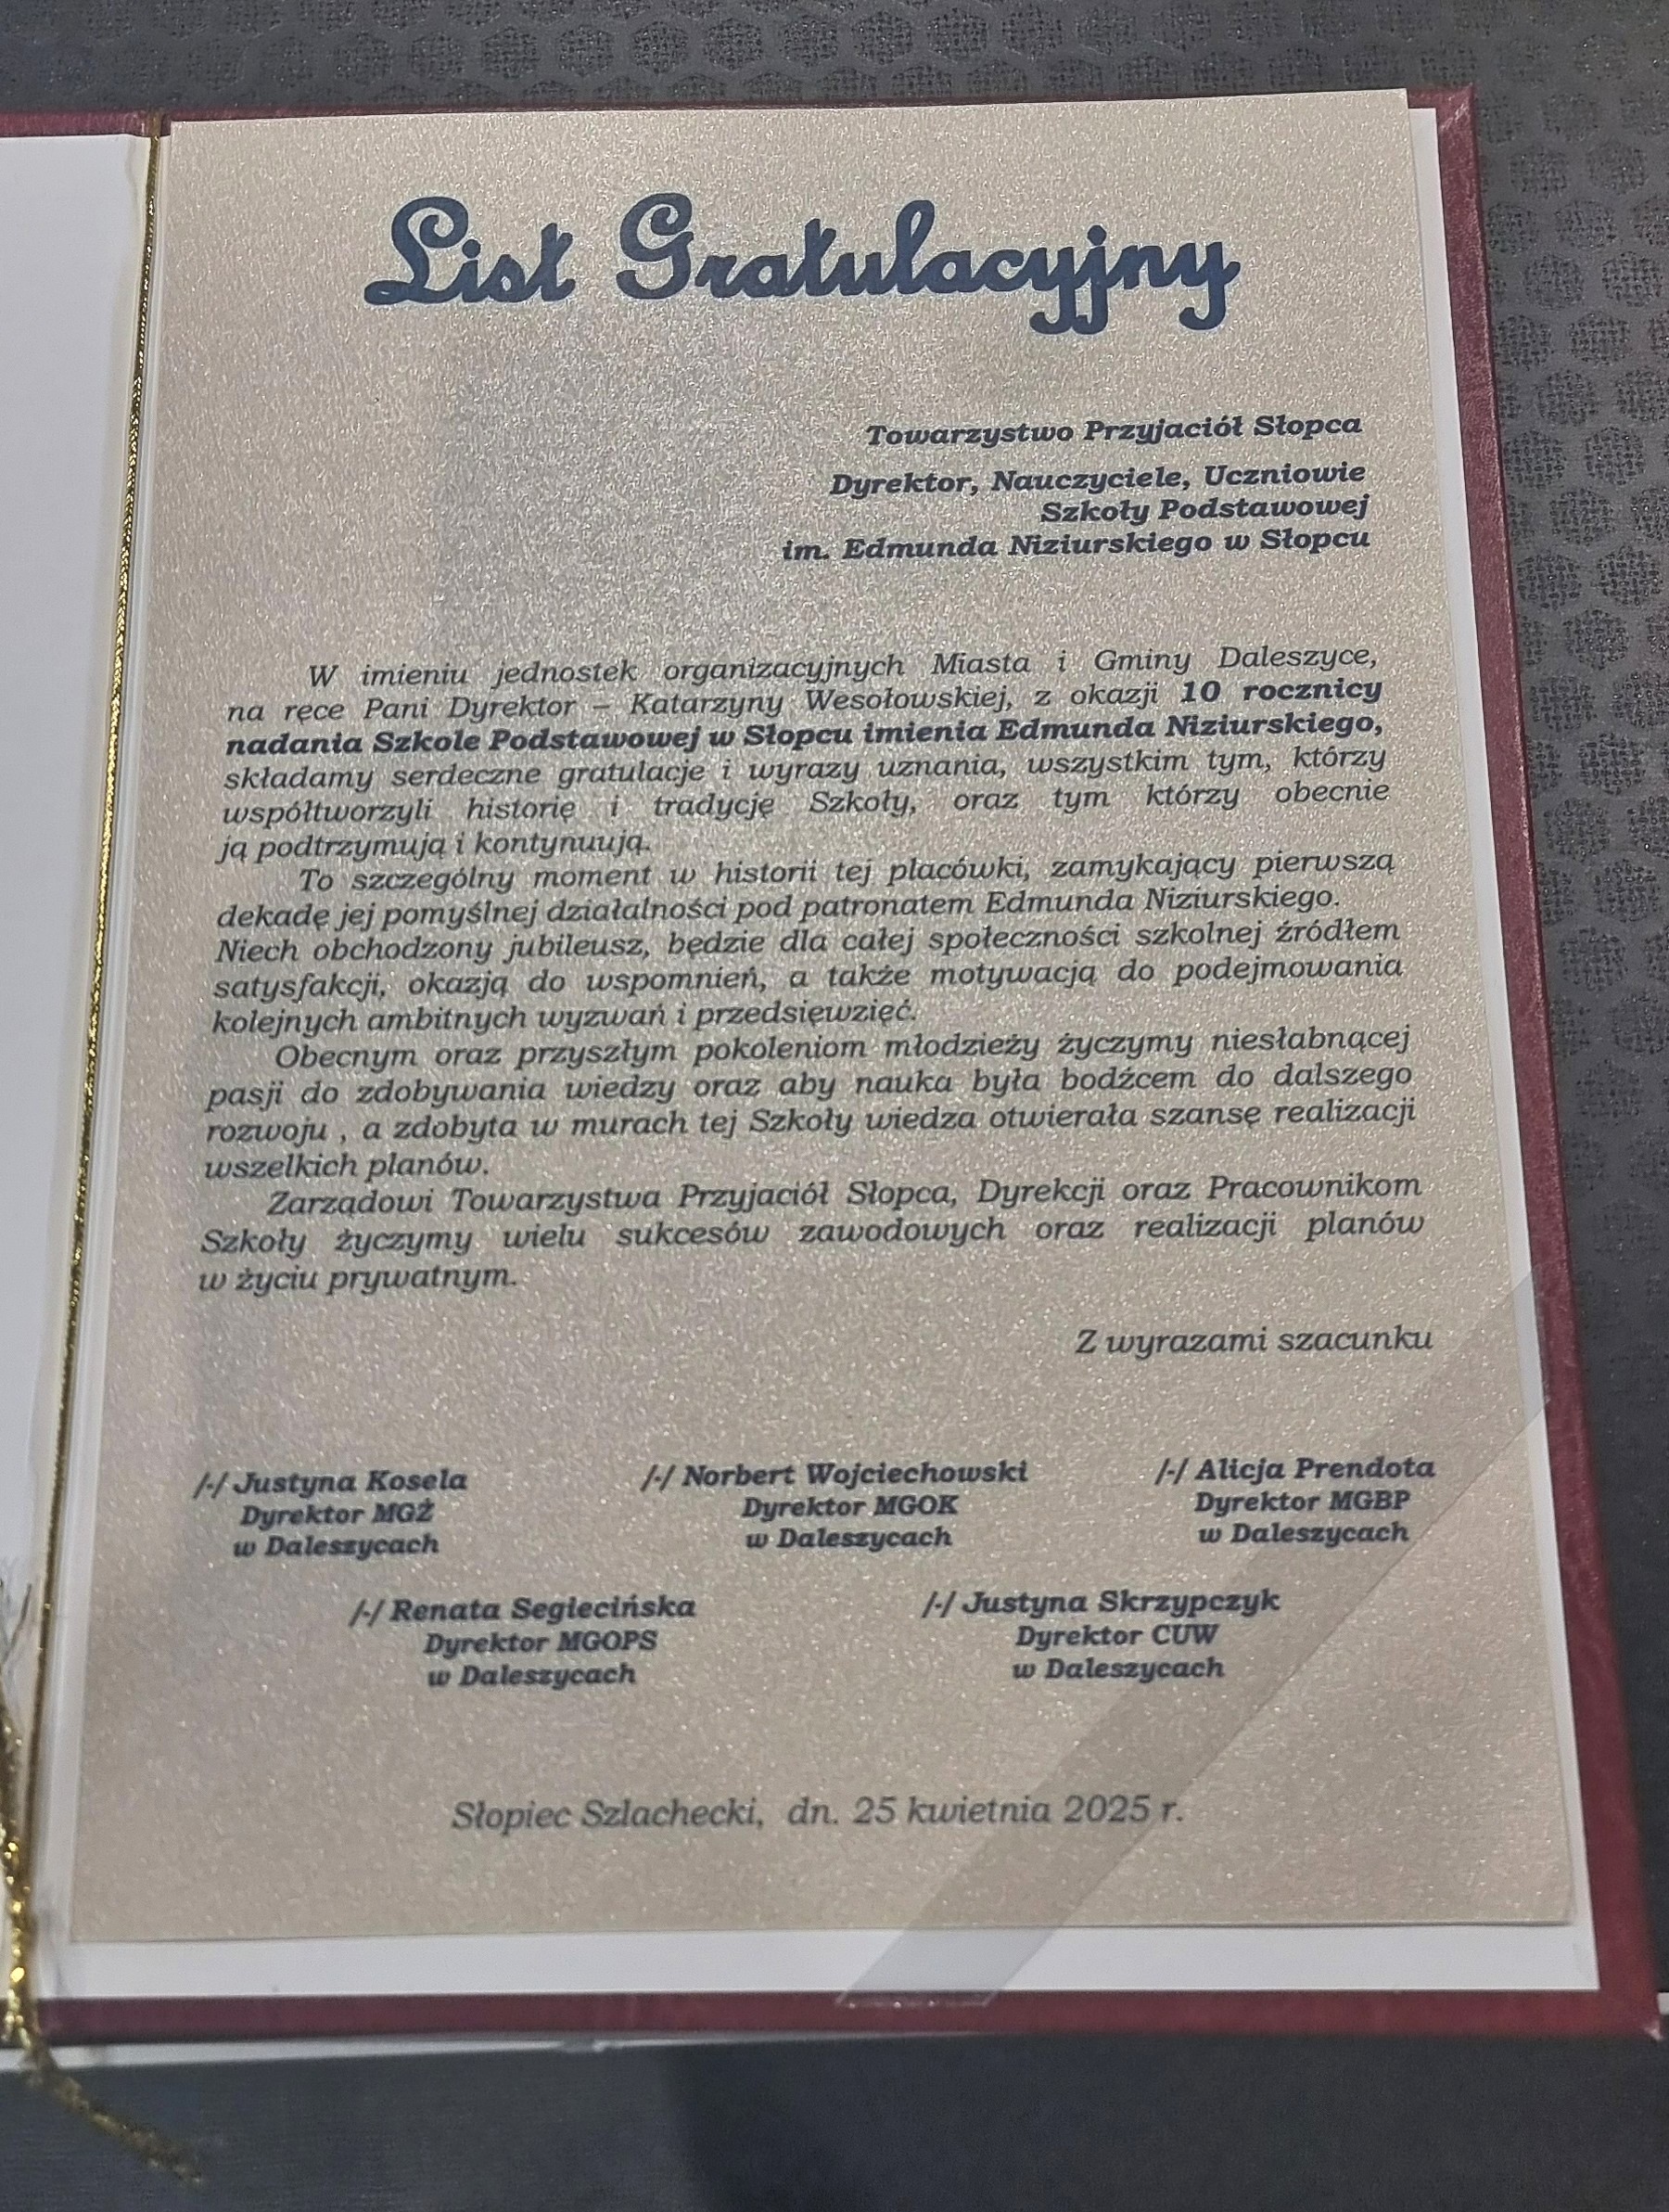 List Gratulacyjny
Towarzystwo Przyjaciół Słopca
Dyrektor, Nauczyciele, Uczniowie
Szkoły Podstawowej
im. Edmunda Niziurskiego w Słopcu
W imieniu jednostek organizacyjnych Miasta i Gminy Daleszyce,
na ręce Pani Dyrektor – Katarzyny Wesołowskiej, z okazji 10 rocznicy
nadania Szkole Podstawowej w Słopcu imienia Edmunda Niziurskiego,
składamy serdeczne gratulacje i wyrazy uznania, wszystkim tym, którzy
współtworzyli historię i tradycję Szkoły, oraz tym którzy obecnie
ją podtrzymują i kontynuują.
To szczególny moment w historii tej placówki, zamykający pierwszą
dekadę jej pomyślnej działalności pod patronatem Edmunda Niziurskiego.
Niech obchodzony jubileusz, będzie dla całej społeczności szkolnej źródłem
satysfakcji, okazją do wspomnień, a także motywacją do podejmowania
kolejnych ambitnych wyzwań i przedsięwzięć.
Obecnym oraz przyszłym pokoleniom młodzieży życzymy niesłabnącej
pasji do zdobywania wiedzy oraz aby nauka była bodźcem do dalszego
rozwoju , a zdobyta w murach tej Szkoły wiedza otwierała szansę realizacji
wszelkich planów.
Zarządowi Towarzystwa Przyjaciół Słopca, Dyrekcji oraz Pracownikom
Szkoły życzymy wielu sukcesów zawodowych oraz realizacji planów
w życiu prywatnym.
Z wyrazami szacunku
/-/ Justyna Kosela /-/ Norbert Wojciechowski /-/ Alicja Prendota
Dyrektor MGŻ Dyrektor MGOK Dyrektor MGBP
w Daleszycach w Daleszycach w Daleszycach
/-/ Renata Segiecińska /-/ Justyna Skrzypczyk
Dyrektor MGOPS Dyrektor CUW
w Daleszycach w Daleszycach
Słopiec Szlachecki, dn. 25 kwietnia 2025 r.